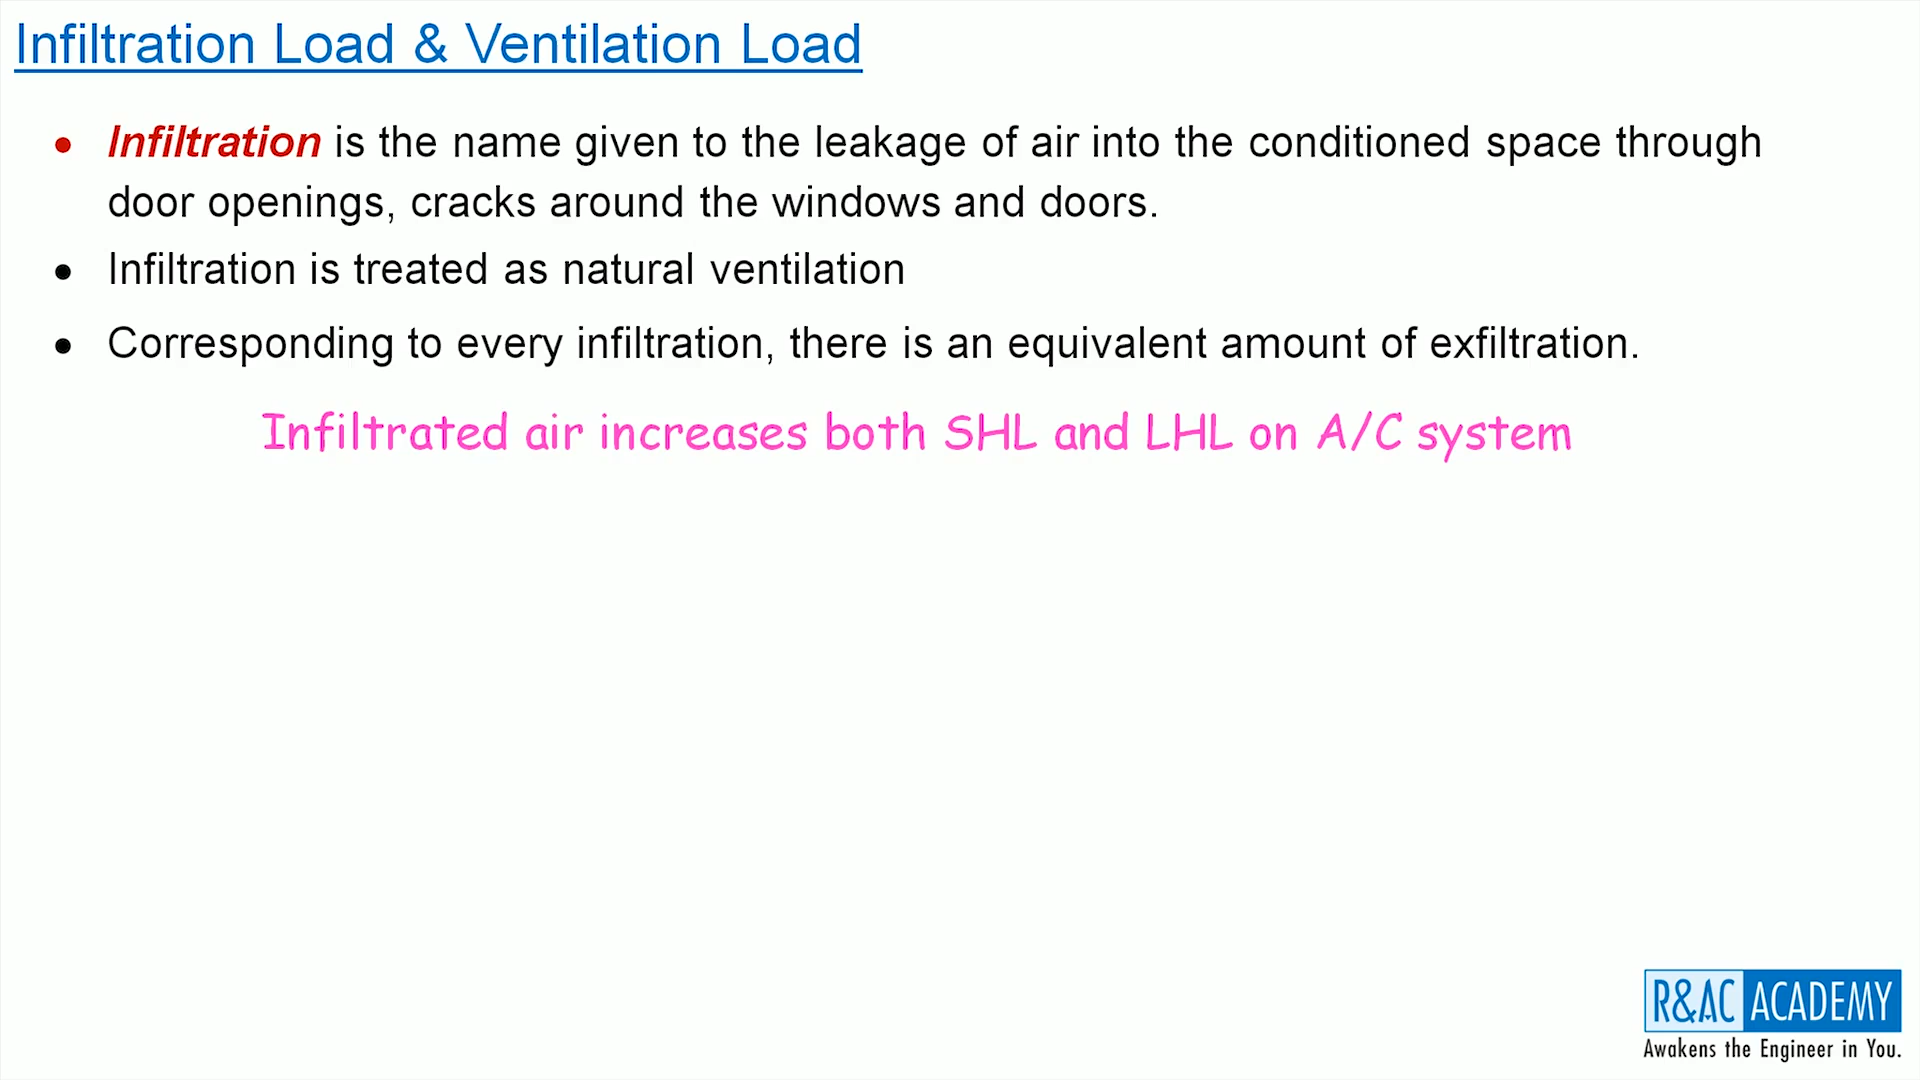 Infiltration Load & Ventilation Load
• Infiltration is the name given to the leakage of air into the conditioned space through
door openings, cracks around the windows and doors.
• Infiltration is treated as natural ventilation
• Corresponding to every infiltration, there is an equivalent amount of exfiltration.
Infiltrated air increases both SHL and LHL on A/C system
R&AC ACADEMY
Awakens the Engineer in You.